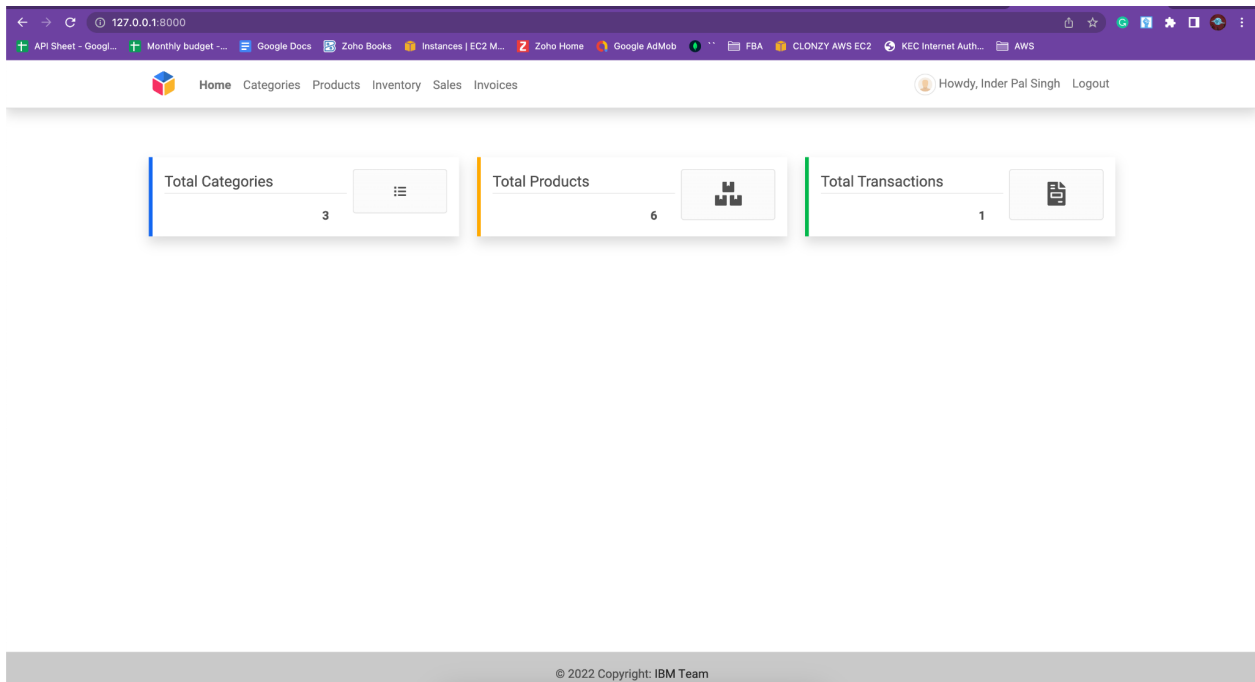 127.0.0.1:8000
API Sheet - Googl... Monthly budget -... Google Docs Zoho Books Instances | EC2 M... Zoho Home Google AdMob FBA CLONZY AWS EC2 KEC Internet Auth... AWS
Home Categories Products Inventory Sales Invoices Howdy, Inder Pal Singh Logout
Total Categories
3
Total Products
6
Total Transactions
1
© 2022 Copyright: IBM Team